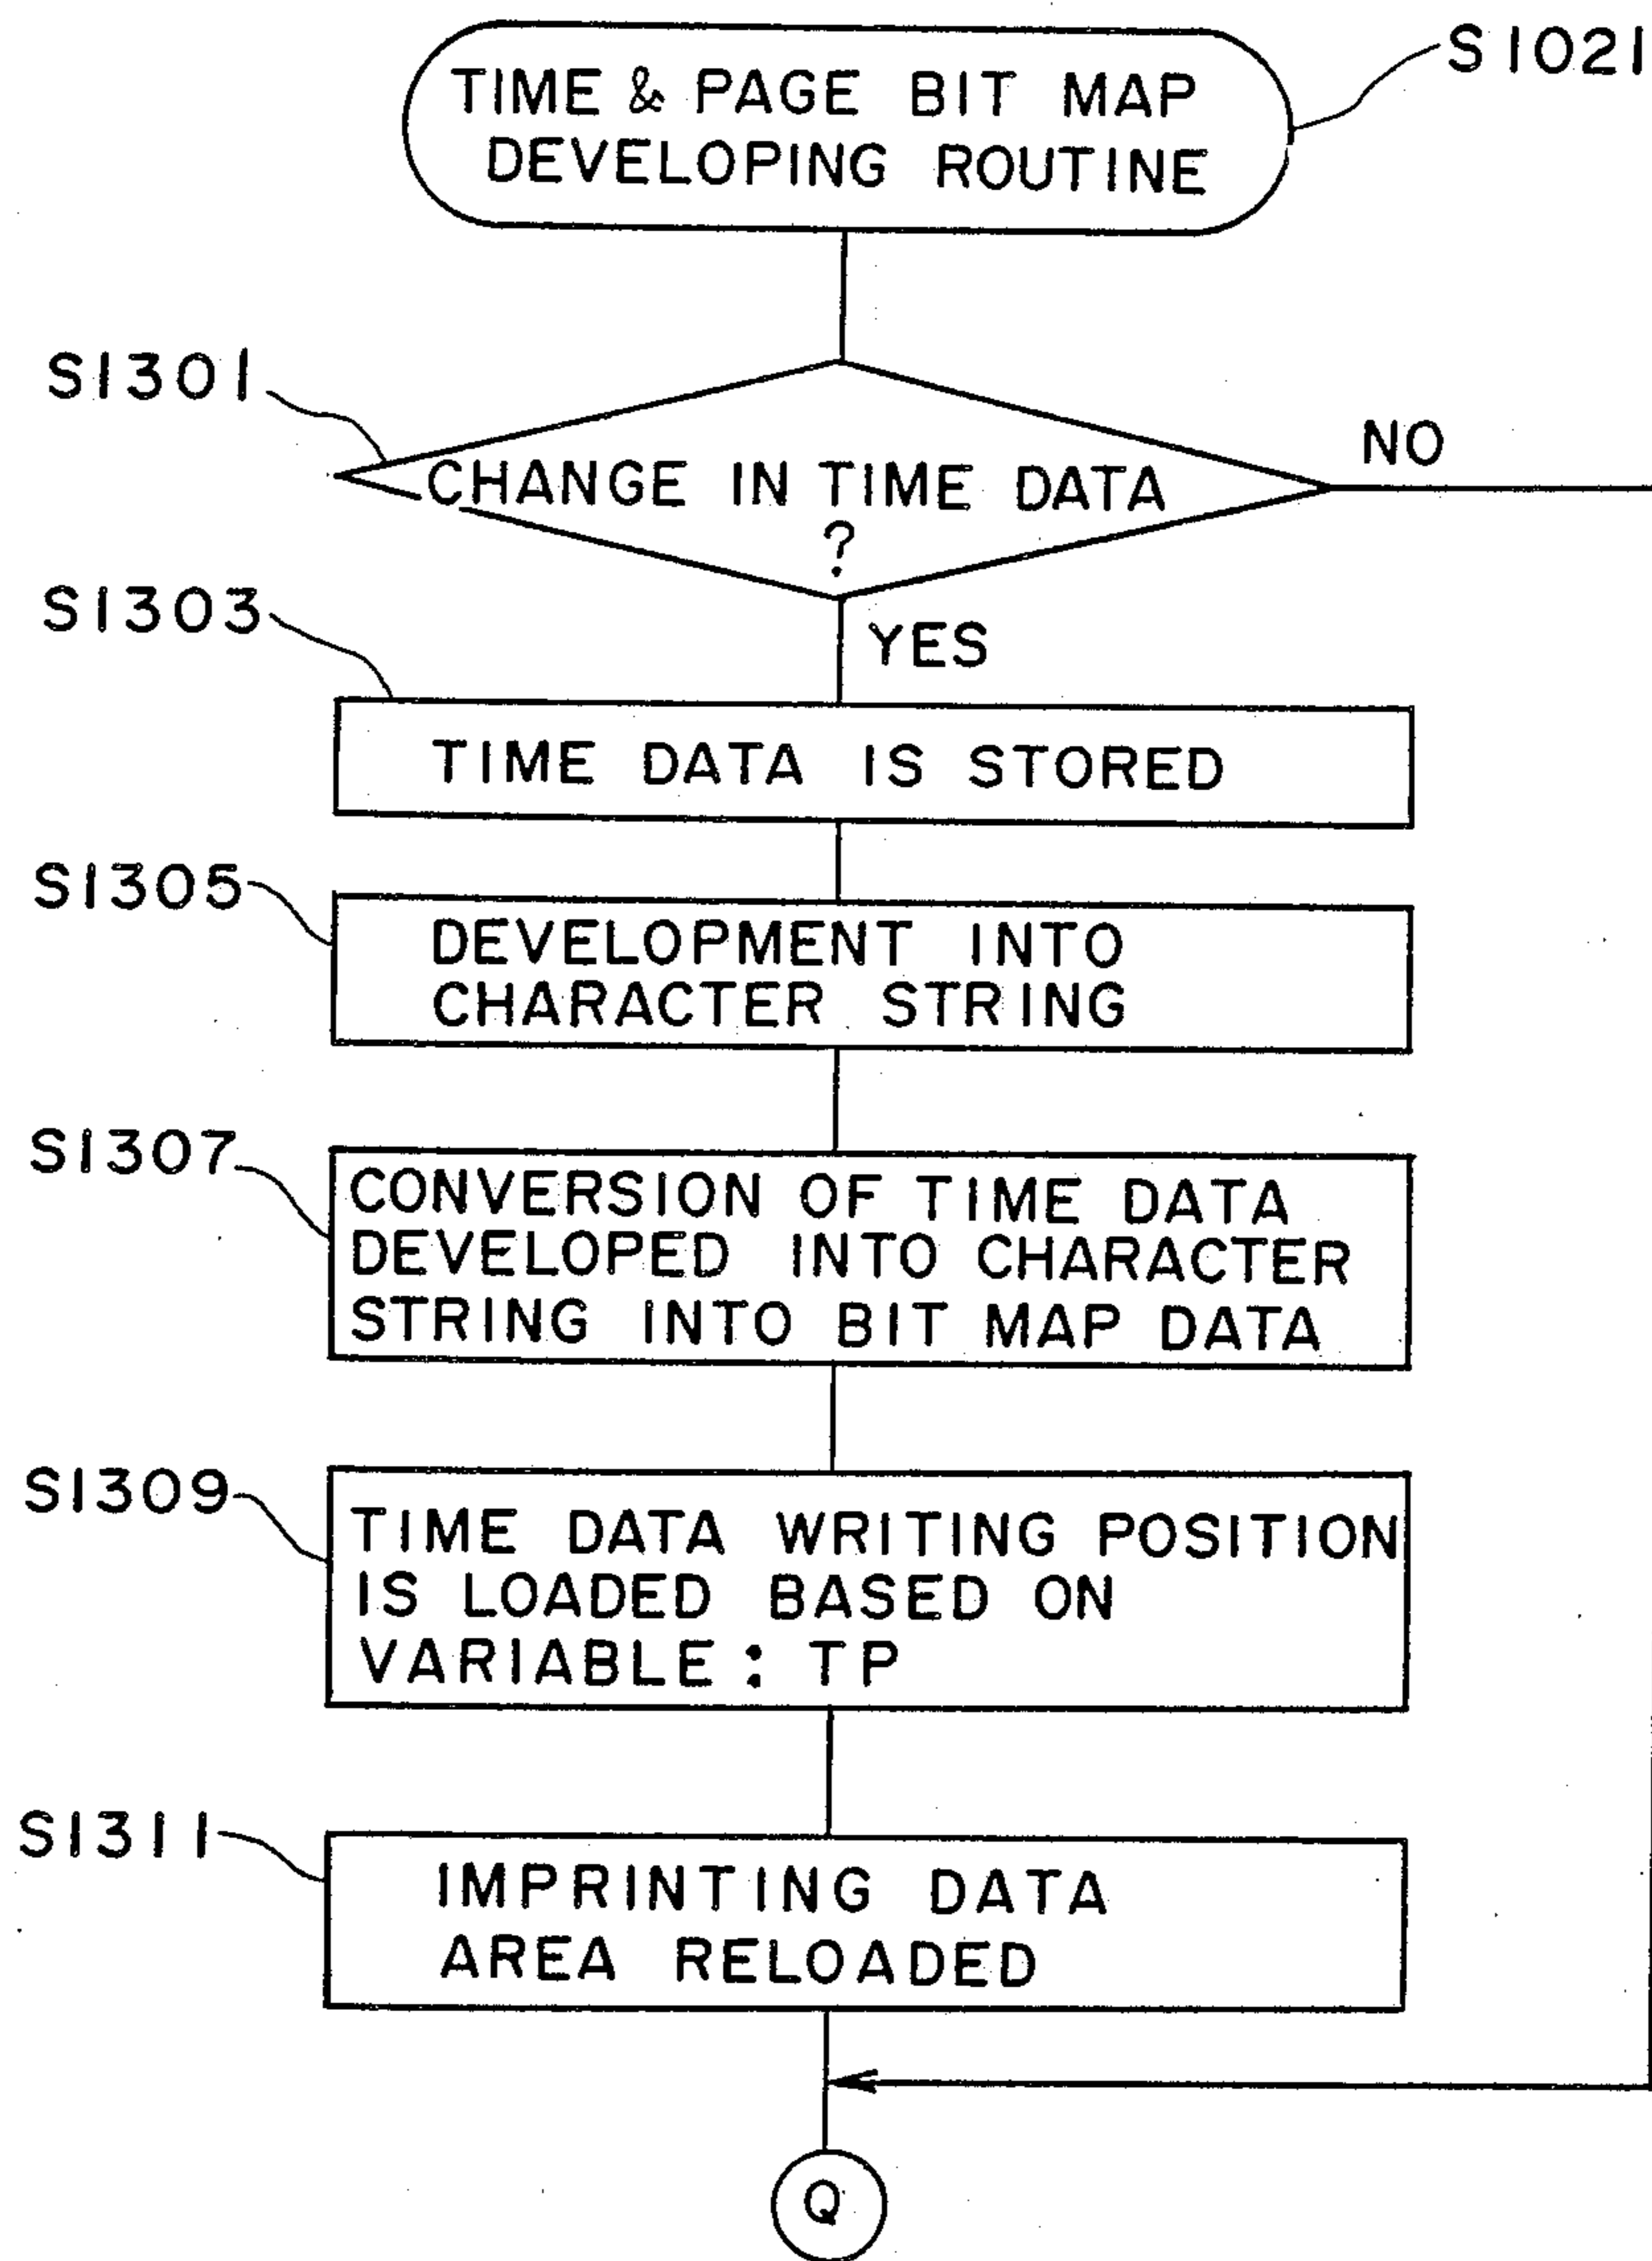 TIME & PAGE BIT MAP
DEVELOPING ROUTINE
S1021
S1301
CHANGE IN TIME DATA
?
NO
YES
S1303
TIME DATA IS STORED
S1305
DEVELOPMENT INTO
CHARACTER STRING
S1307
CONVERSION OF TIME DATA
DEVELOPED INTO CHARACTER
STRING INTO BIT MAP DATA
S1309
TIME DATA WRITING POSITION
IS LOADED BASED ON
VARIABLE : TP
S1311
IMPRINTING DATA
AREA RELOADED
Q